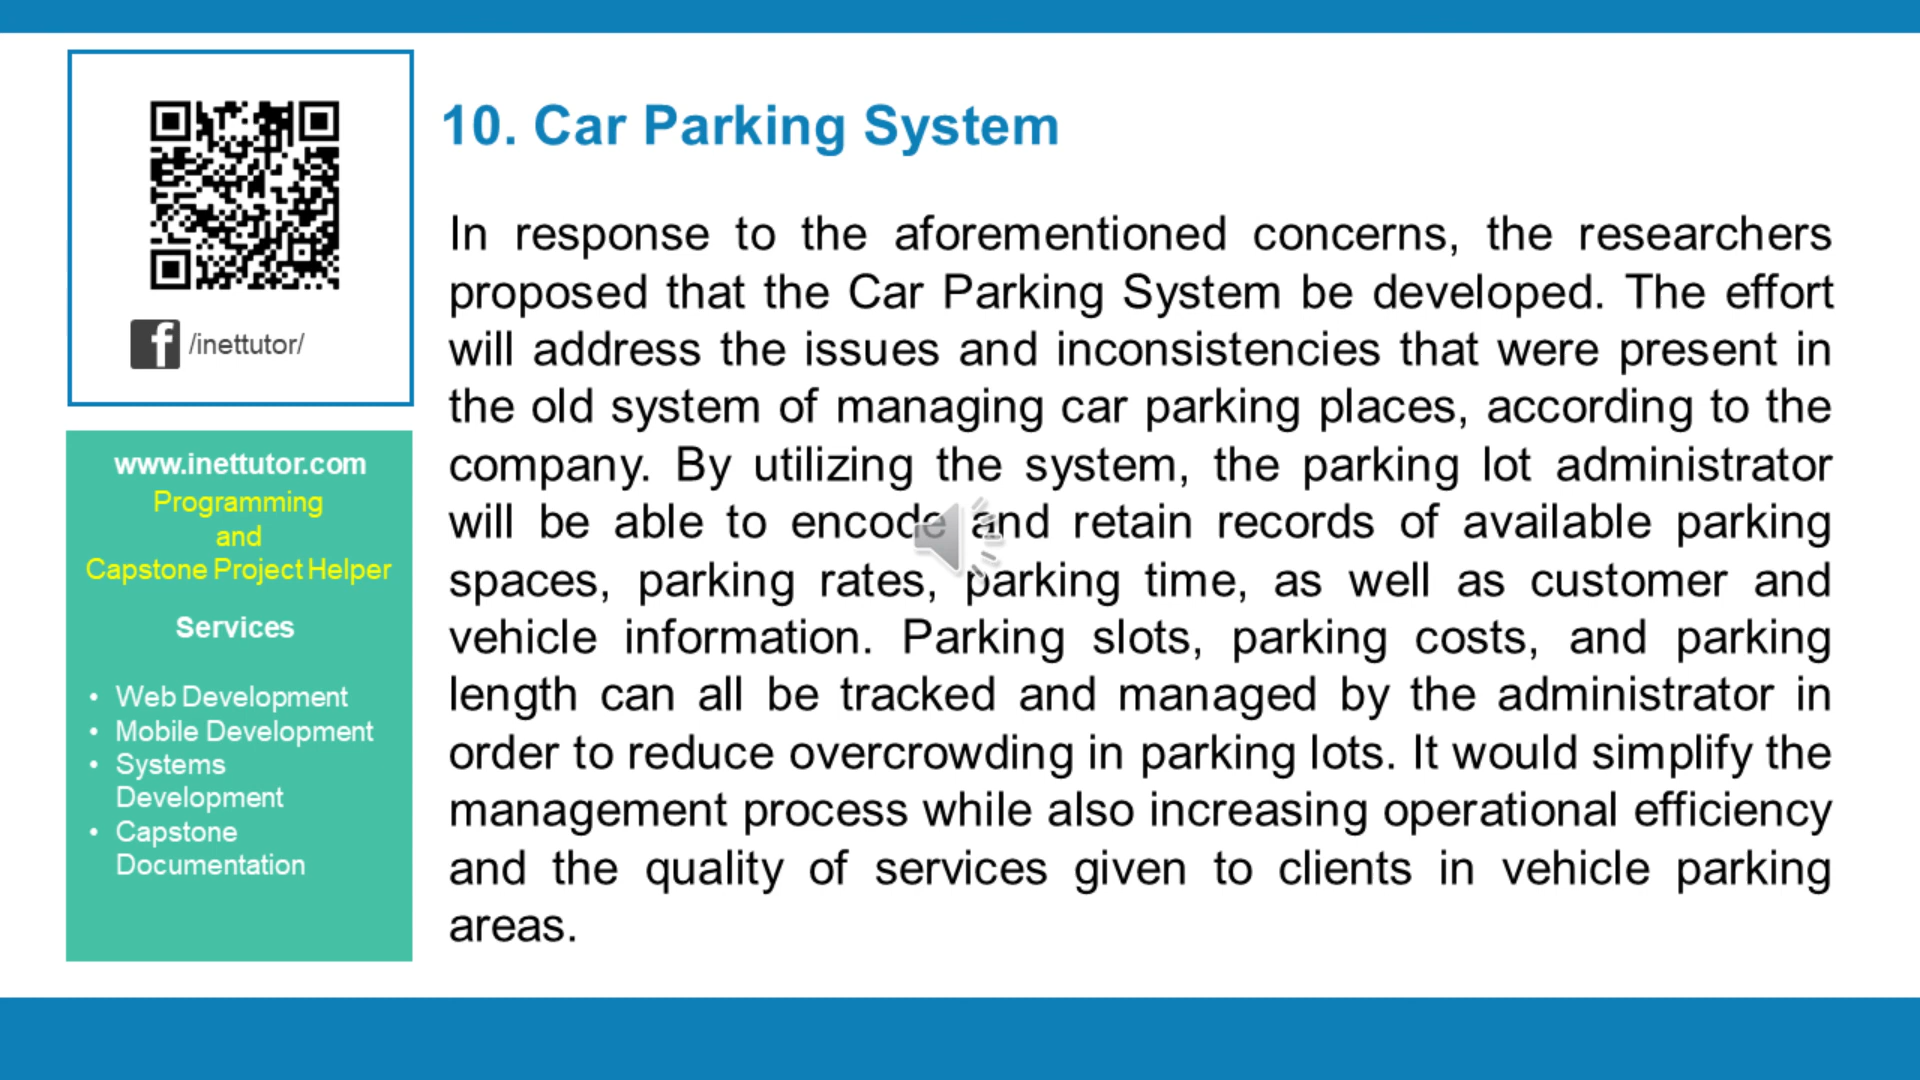 /inettutor/
www.inettutor.com
Programming
and
Capstone Project Helper
Services
• Web Development
• Mobile Development
• Systems
Development
• Capstone
Documentation
10. Car Parking System
In response to the aforementioned concerns, the researchers
proposed that the Car Parking System be developed. The effort
will address the issues and inconsistencies that were present in
the old system of managing car parking places, according to the
company. By utilizing the system, the parking lot administrator
will be able to encode and retain records of available parking
spaces, parking rates, parking time, as well as customer and
vehicle information. Parking slots, parking costs, and parking
length can all be tracked and managed by the administrator in
order to reduce overcrowding in parking lots. It would simplify the
management process while also increasing operational efficiency
and the quality of services given to clients in vehicle parking
areas.